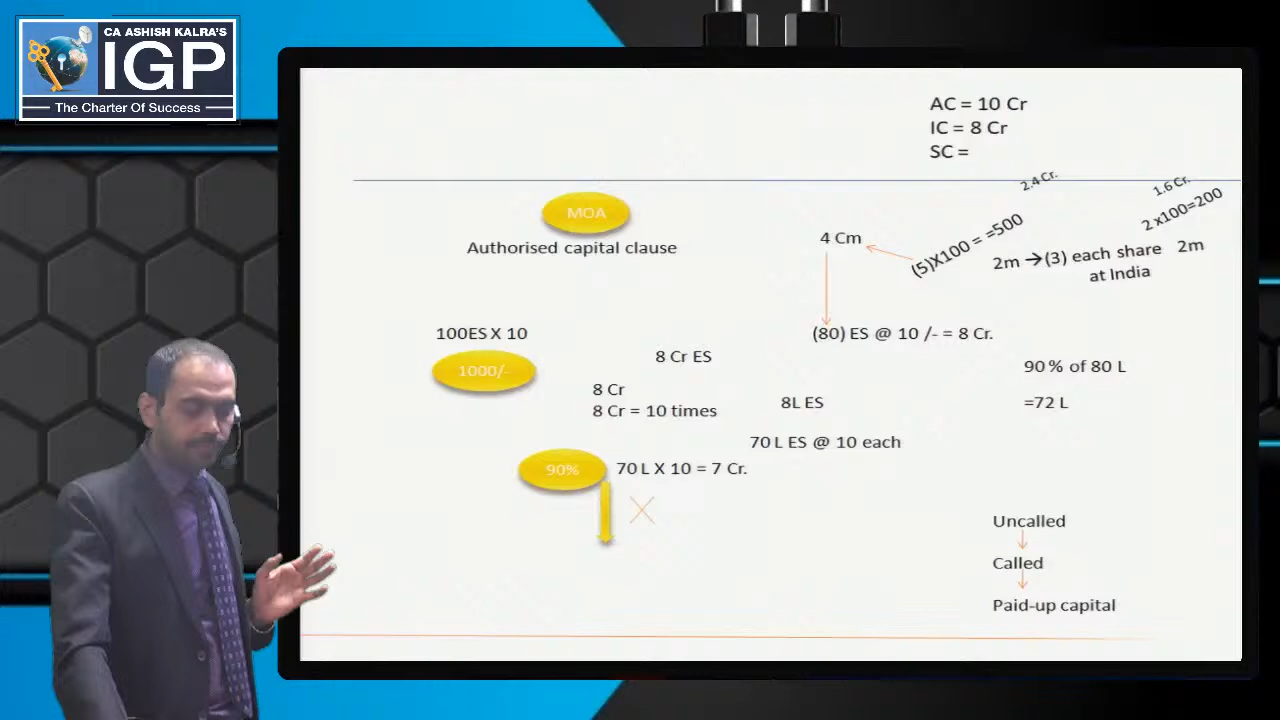 CA ASHISH KALRA'S
IGP
The Charter Of Success
AC = 10 Cr
IC = 8 Cr
SC =
2.4 Cr.
1.6 Cr.
MOA
Authorised capital clause
4 Cm
(5)X100 = =500
2 x100=200
2m →(3) each share 2m
at India
100ES X 10
1000/-
(80) ES @ 10 /- = 8 Cr.
8 Cr ES
90 % of 80 L
8 Cr
8 Cr = 10 times
8L ES
=72 L
70 L ES @ 10 each
90%
70 L X 10 = 7 Cr.
Uncalled
Called
Paid-up capital